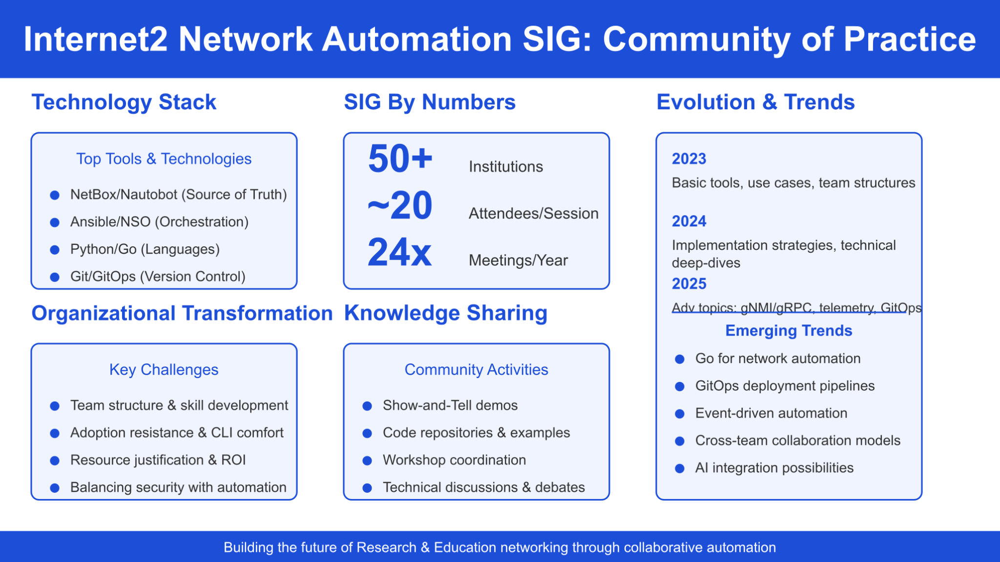 Internet2 Network Automation SIG: Community of Practice
Technology Stack
Top Tools & Technologies
NetBox/Nautobot (Source of Truth)
Ansible/NSO (Orchestration)
Python/Go (Languages)
Git/GitOps (Version Control)
Organizational Transformation
Key Challenges
Team structure & skill development
Adoption resistance & CLI comfort
Resource justification & ROI
Balancing security with automation
SIG By Numbers
50+ Institutions
~20 Attendees/Session
24x Meetings/Year
Knowledge Sharing
Community Activities
Show-and-Tell demos
Code repositories & examples
Workshop coordination
Technical discussions & debates
Evolution & Trends
2023
Basic tools, use cases, team structures
2024
Implementation strategies, technical
deep-dives
2025
Adv topics: gNMI/gRPC, telemetry, GitOps
Emerging Trends
Go for network automation
GitOps deployment pipelines
Event-driven automation
Cross-team collaboration models
AI integration possibilities
Building the future of Research & Education networking through collaborative automation